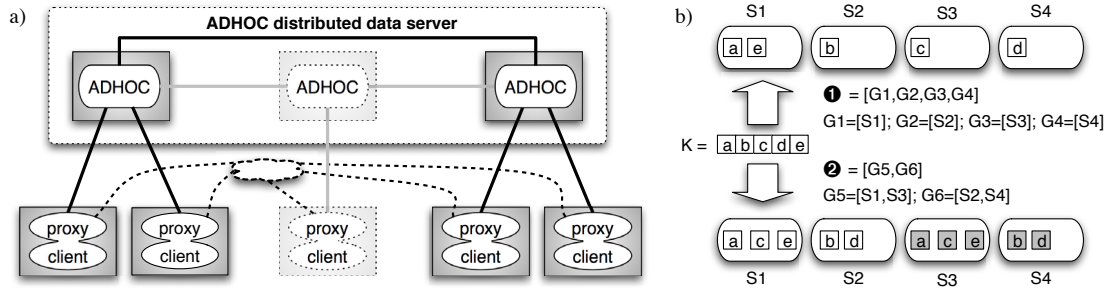 a)
ADHOC distributed data server
ADHOC
ADHOC
ADHOC
proxy
client
proxy
client
proxy
client
proxy
client
proxy
client
b)
S1 S2 S3 S4
a e b c d
❶ = [G1,G2,G3,G4]
G1=[S1]; G2=[S2]; G3=[S3]; G4=[S4]
K = a b c d e
❷ = [G5,G6]
G5=[S1,S3]; G6=[S2,S4]
a c e b d a c e b d
S1 S2 S3 S4